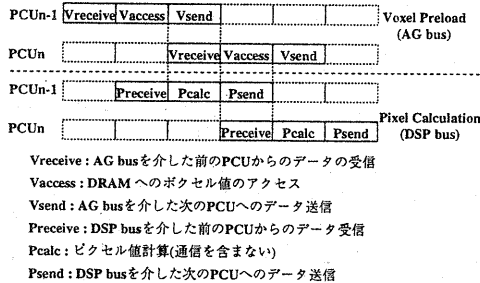 PCUn-1 Vreceive Vaccess Vsend Voxel Preload
(AG bus)
PCUn Vreceive Vaccess Vsend
PCUn-1 Preceive Pcalc Psend
Pixel Calculation
PCUn Preceive Pcalc Psend (DSP bus)
Vreceive : AG busを介した前のPCUからのデータの受信
Vaccess : DRAM へのボクセル値のアクセス
Vsend : AG busを介した次のPCUへのデータ送信
Preceive : DSP busを介した前のPCUからのデータ受信
Pcalc : ピクセル値計算(通信を含まない)
Psend : DSP busを介した次のPCUへのデータ送信